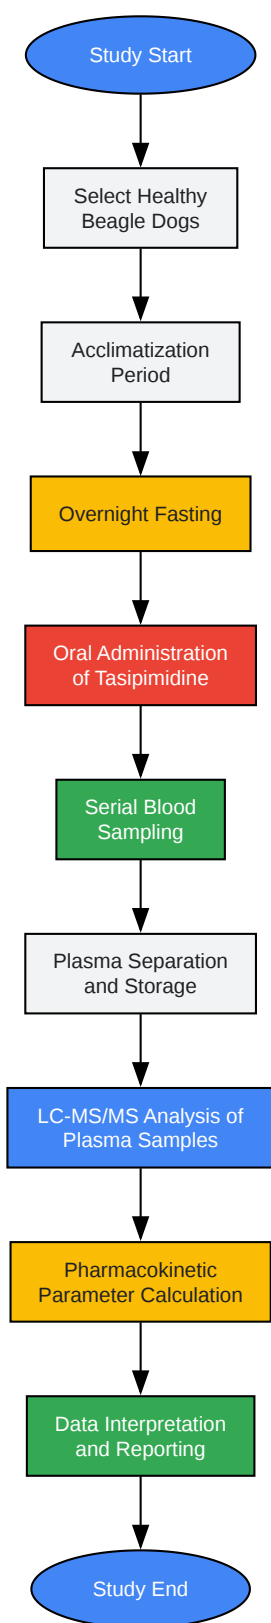 Study Start
Select Healthy
Beagle Dogs
Acclimatization
Period
Overnight Fasting
Oral Administration
of Tasipimidine
Serial Blood
Sampling
Plasma Separation
and Storage
LC-MS/MS Analysis of
Plasma Samples
Pharmacokinetic
Parameter Calculation
Data Interpretation
and Reporting
Study End